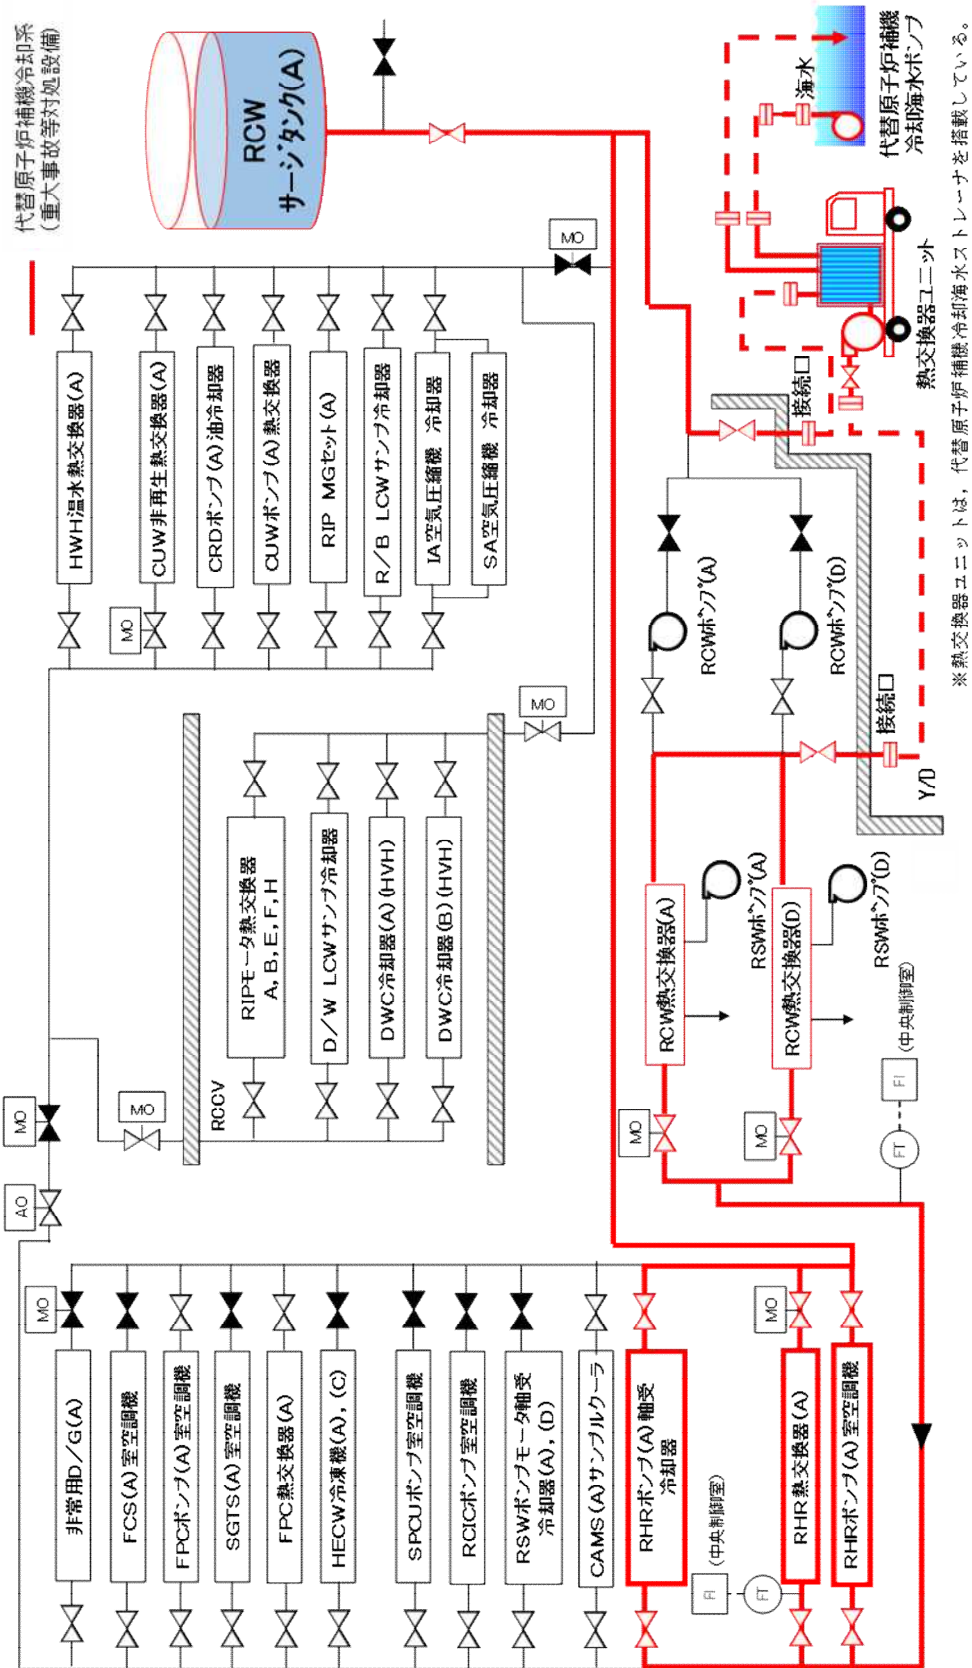 代替原子炉補機冷却系
(重大事故等対処設備)
RCW
サージタンク(A)
海水
代替原子炉補機
冷却海水ポンプ
熱交換器ユニット
※熱交換器ユニットは，代替原子炉補機冷却海水ストレーナを搭載している。
MO
HWH温水熱交換器(A)
CUW非再生熱交換器(A)
MO
CRDポンプ(A)油冷却器
CUWポンプ(A)熱交換器
RIP MGセット(A)
R/B LCWサンプ冷却器
IA空気圧縮機 冷却器
SA空気圧縮機 冷却器
接続口
RCWポンプ(A)
RCWポンプ(D)
接続口
Y/D
MO
RIPモータ熱交換器
A, B, E, F, H
D/W LCWサンプ冷却器
DWC冷却器(A)(HVH)
DWC冷却器(B)(HVH)
RCCV
MO
MO
AO
RCW熱交換器(A)
RSWポンプ(A)
RCW熱交換器(D)
RSWポンプ(D)
MO
MO
FT
FI
(中央制御室)
MO
非常用D/G(A)
FCS(A)室空調機
FPCポンプ(A)室空調機
SGTS(A)室空調機
FPC熱交換器(A)
HECW冷凍機(A), (C)
SPCUポンプ室空調機
RCICポンプ室空調機
RSWポンプモータ軸受
冷却器(A), (D)
CAMS(A)サンプルクーラ
RHRポンプ(A)軸受
冷却器
MO
RHR熱交換器(A)
RHRポンプ(A)室空調機
FT
FI
(中央制御室)